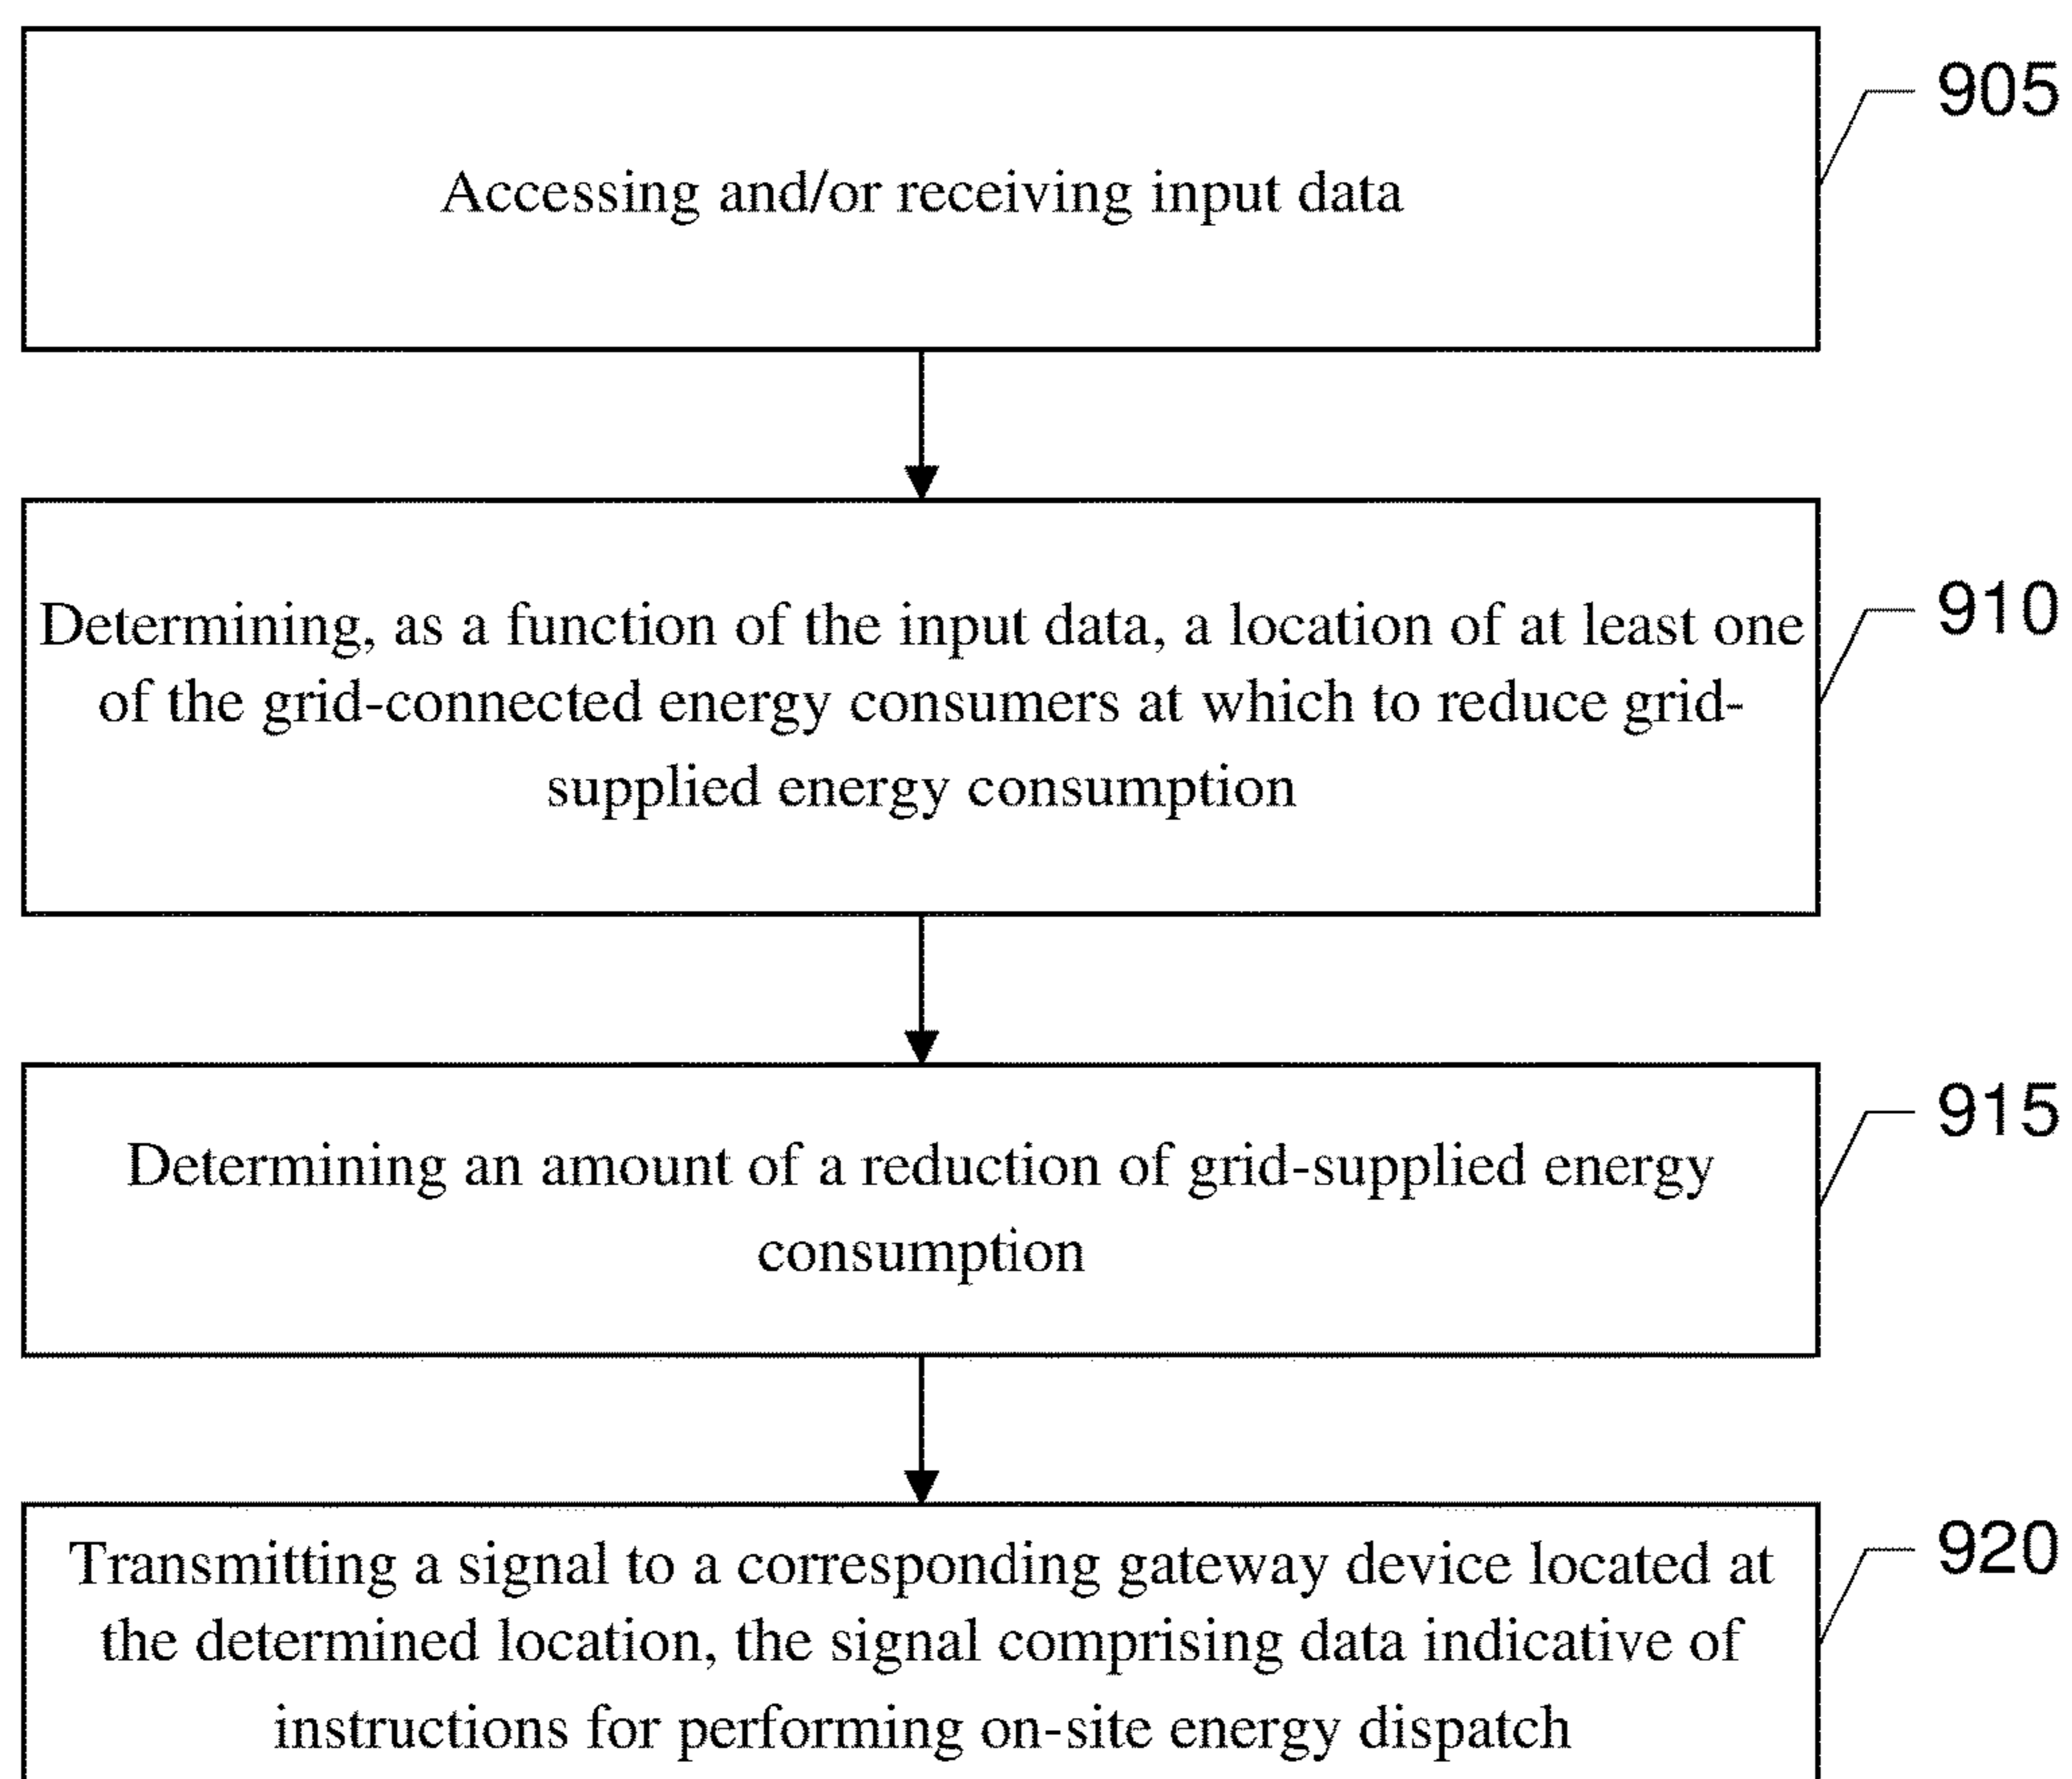 905
Accessing and/or receiving input data
910
Determining, as a function of the input data, a location of at least one
of the grid-connected energy consumers at which to reduce grid-
supplied energy consumption
915
Determining an amount of a reduction of grid-supplied energy
consumption
920
Transmitting a signal to a corresponding gateway device located at
the determined location, the signal comprising data indicative of
instructions for performing on-site energy dispatch